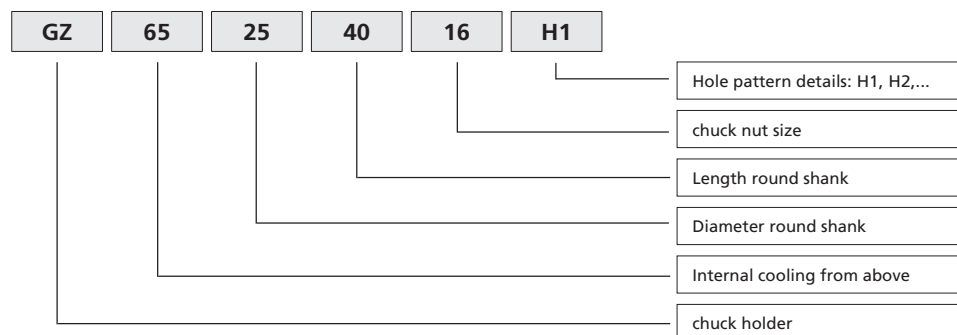 GZ 65 25 40 16 H1
Hole pattern details: H1, H2,...
chuck nut size
Length round shank
Diameter round shank
Internal cooling from above
chuck holder